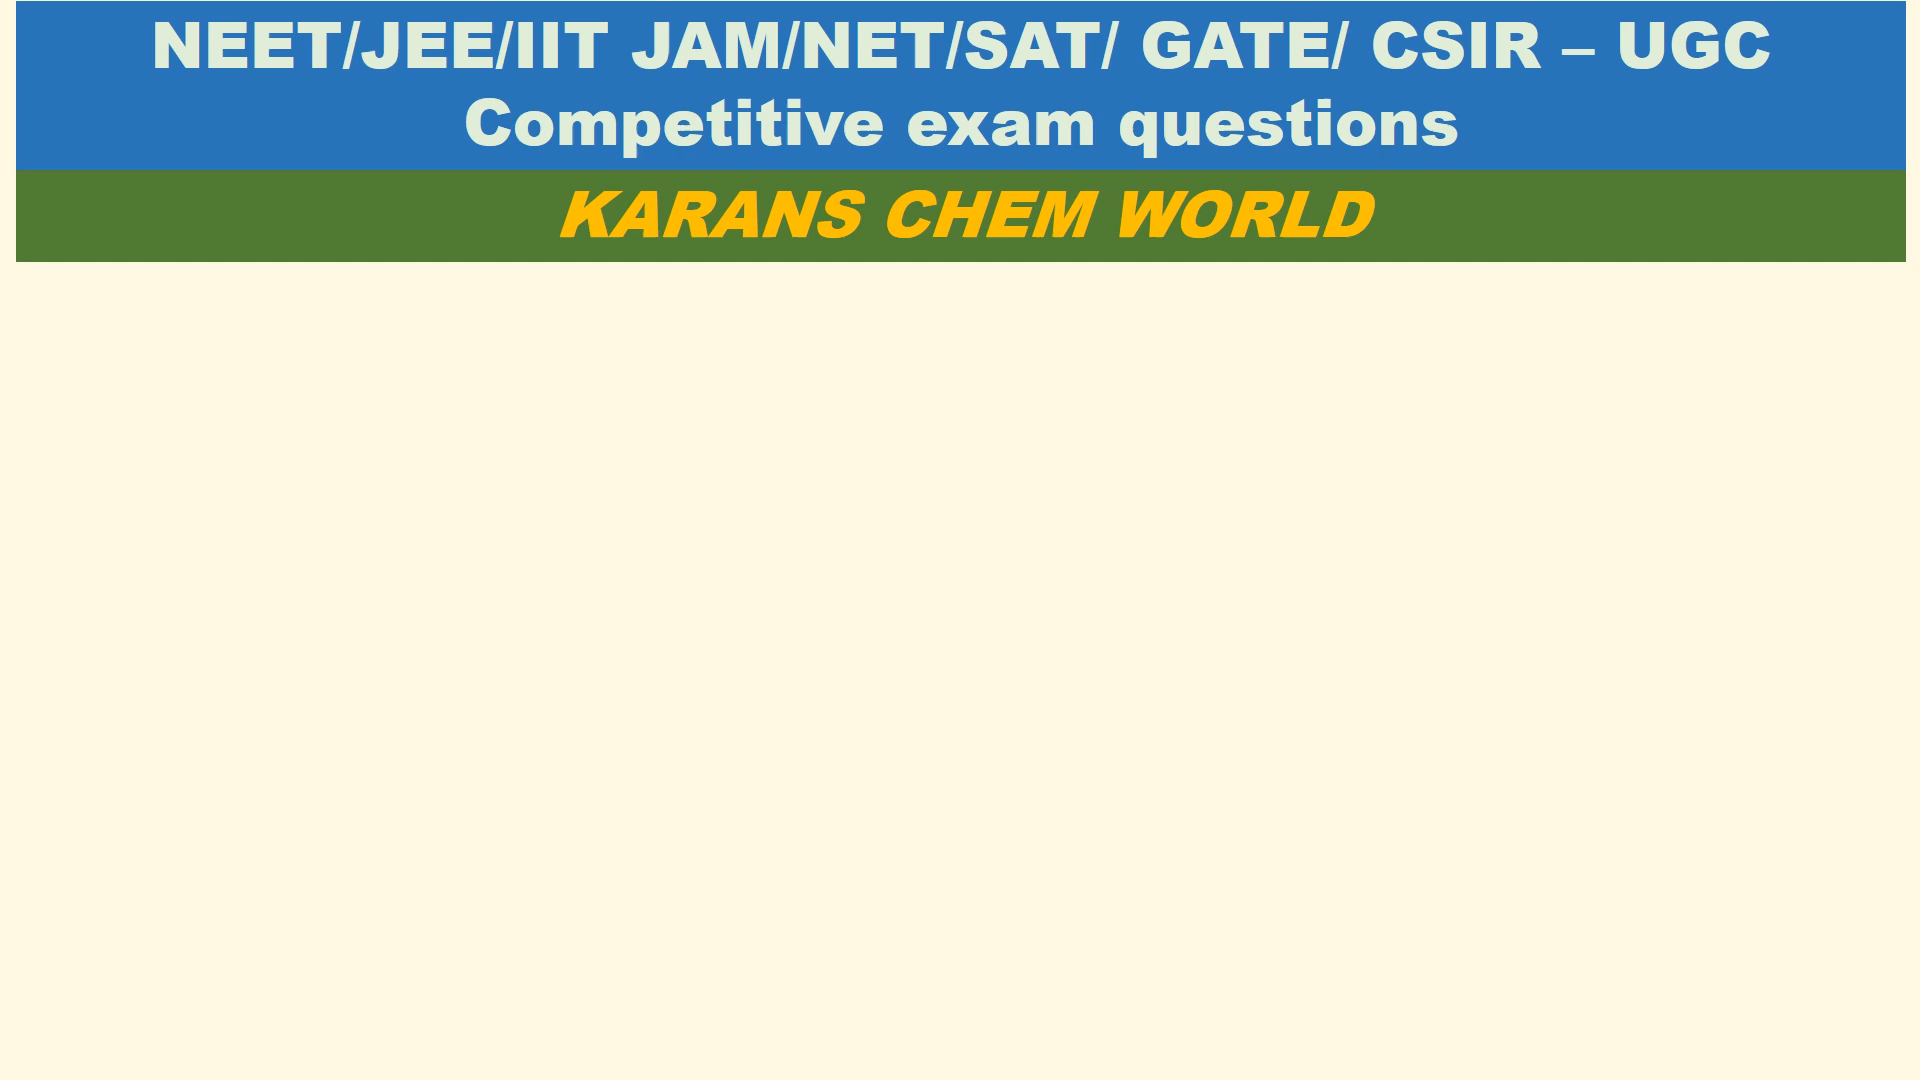 NEET/JEE/IIT JAM/NET/SAT/ GATE/ CSIR – UGC
Competitive exam questions
KARANS CHEM WORLD